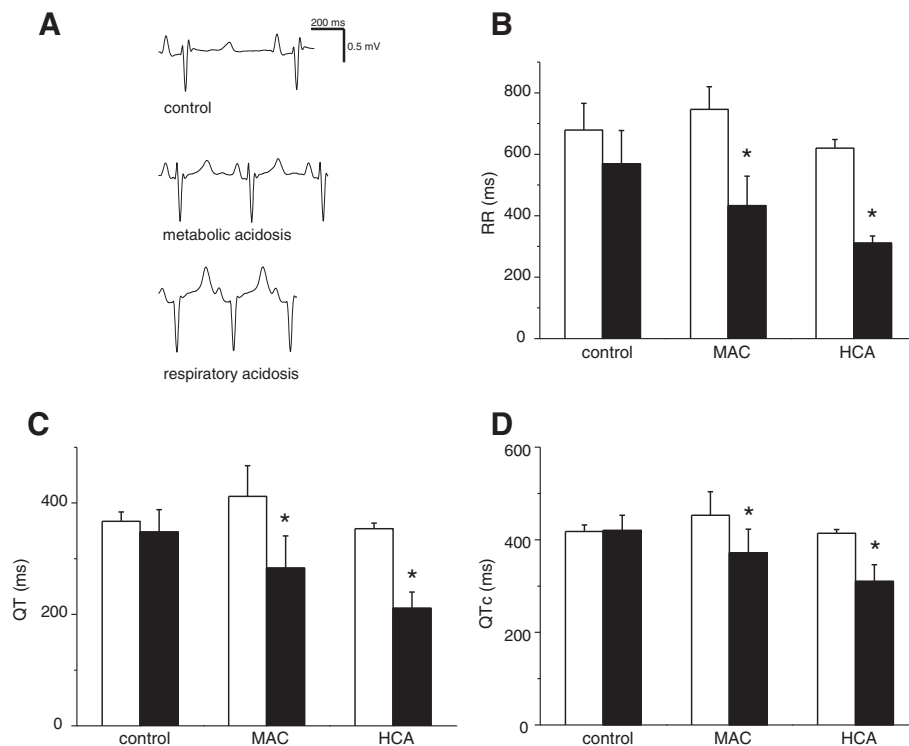 A
200 ms
0.5 mV
control
metabolic acidosis
respiratory acidosis
B
RR (ms)
800
600
400
200
0
*
*
control MAC HCA
C
QT (ms)
400
200
0
*
*
control MAC HCA
D
QTc (ms)
600
400
200
0
*
*
control MAC HCA